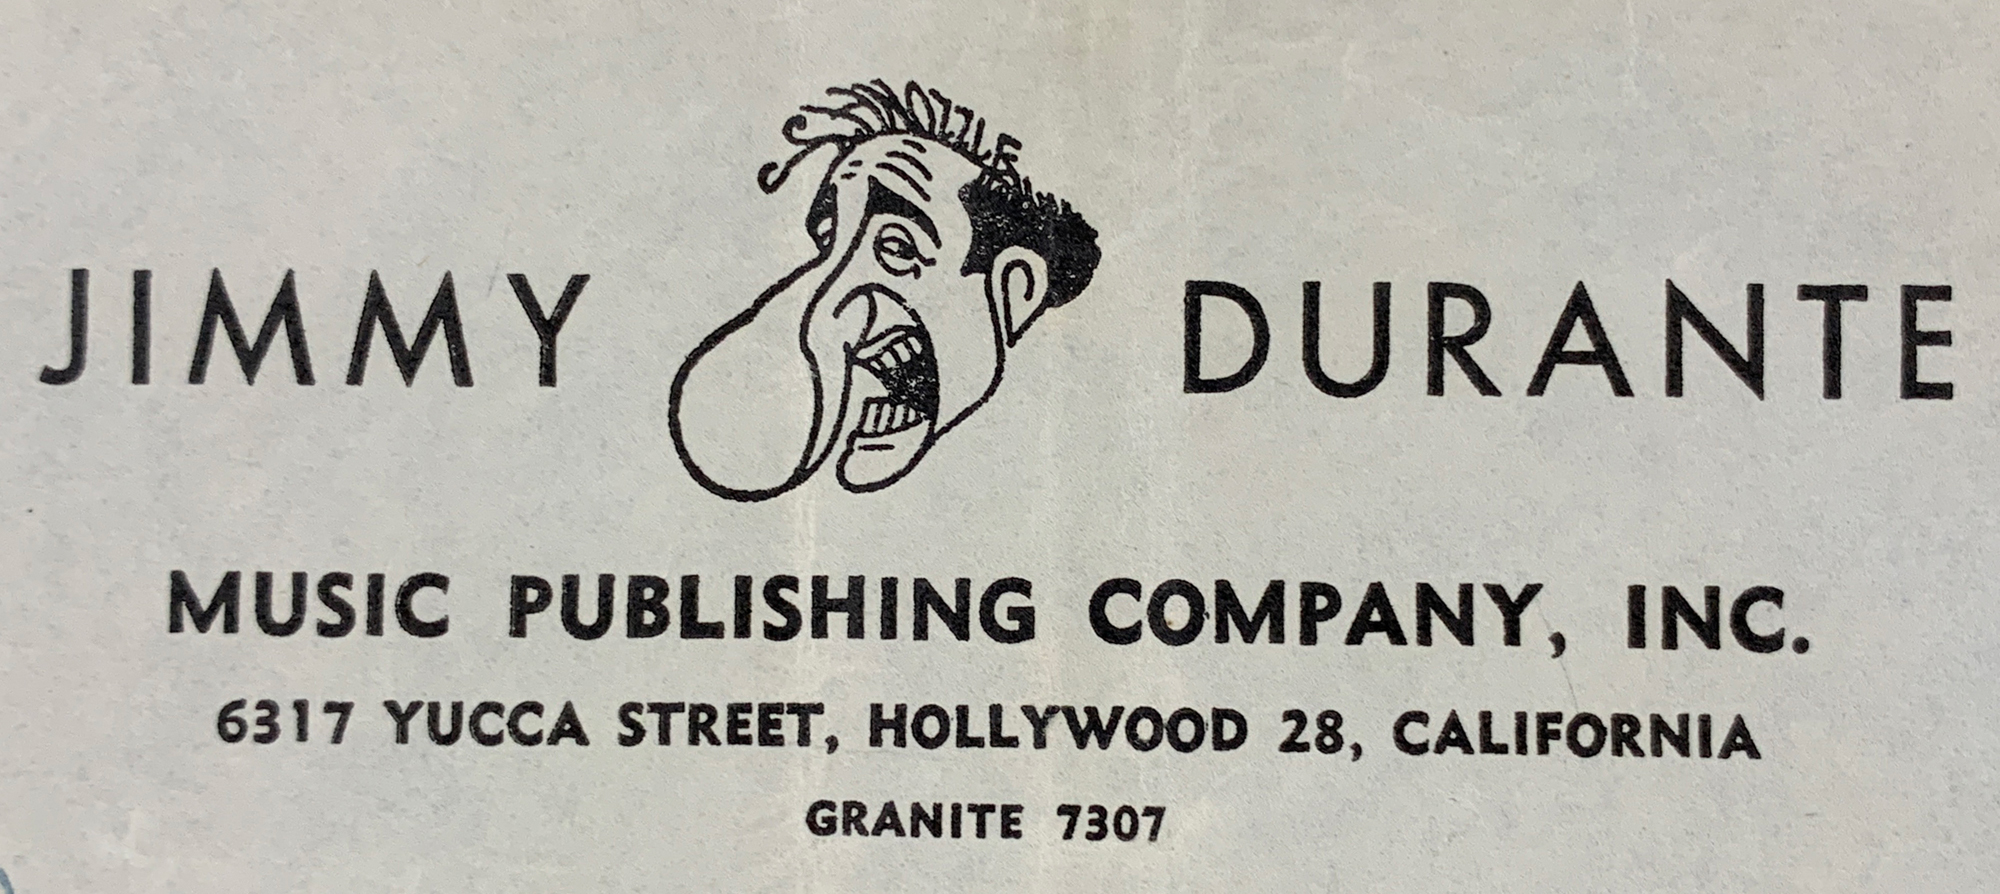 SCHNOZZLE
JIMMY DURANTE
MUSIC PUBLISHING COMPANY, INC.
6317 YUCCA STREET, HOLLYWOOD 28, CALIFORNIA
GRANITE 7307